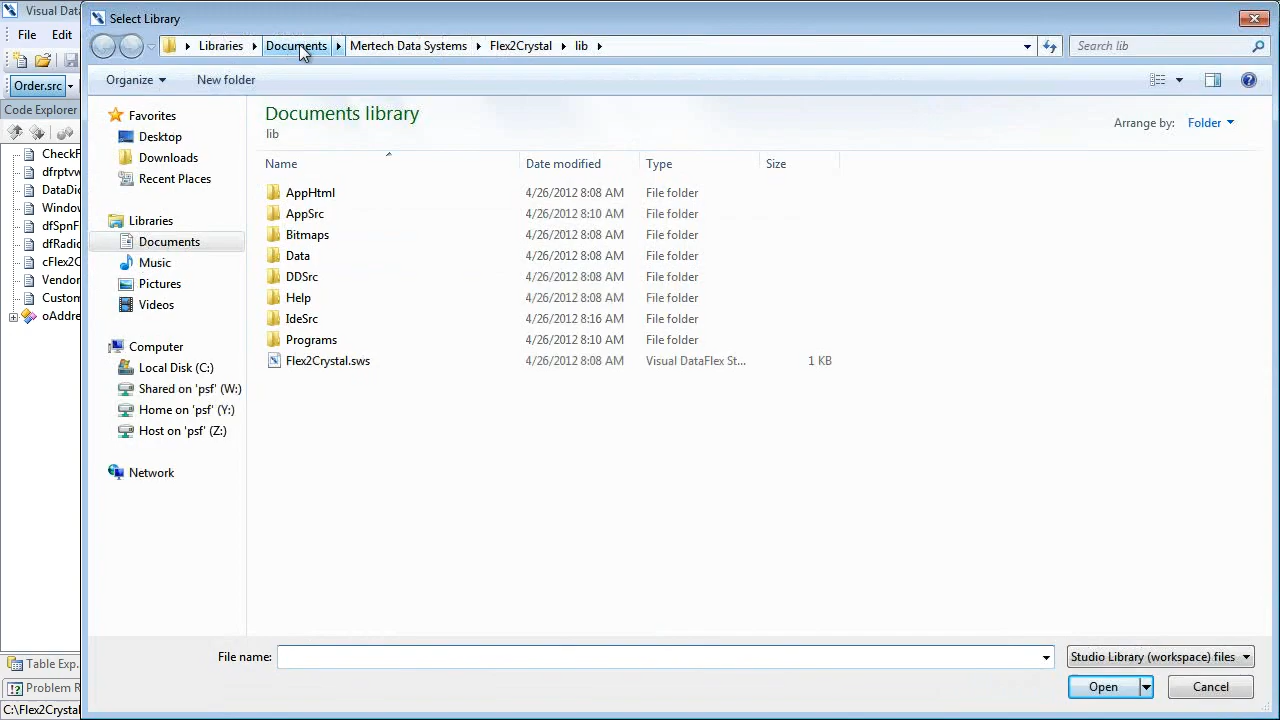 Visual Da
Select Library
File Edit
Libraries Documents Mertech Data Systems Flex2Crystal lib
Search lib
Order.src
Organize New folder
Code Explorer
CheckF
dfrptvw
DataDic
Window
dfSpnF
dfRadio
cFlex2C
Vendor
Custom
oAddre
Favorites
Desktop
Downloads
Recent Places
Libraries
Documents
Music
Pictures
Videos
Computer
Local Disk (C:)
Shared on 'psf' (W:)
Home on 'psf' (Y:)
Host on 'psf' (Z:)
Network
Documents library
lib
Arrange by: Folder
Name Date modified Type Size
AppHtml 4/26/2012 8:08 AM File folder
AppSrc 4/26/2012 8:10 AM File folder
Bitmaps 4/26/2012 8:08 AM File folder
Data 4/26/2012 8:08 AM File folder
DDSrc 4/26/2012 8:08 AM File folder
Help 4/26/2012 8:08 AM File folder
IdeSrc 4/26/2012 8:16 AM File folder
Programs 4/26/2012 8:10 AM File folder
Flex2Crystal.sws 4/26/2012 8:08 AM Visual DataFlex St... 1 KB
File name:
Studio Library (workspace) files
Open Cancel
Table Exp.
Problem R
C:\Flex2Crystal